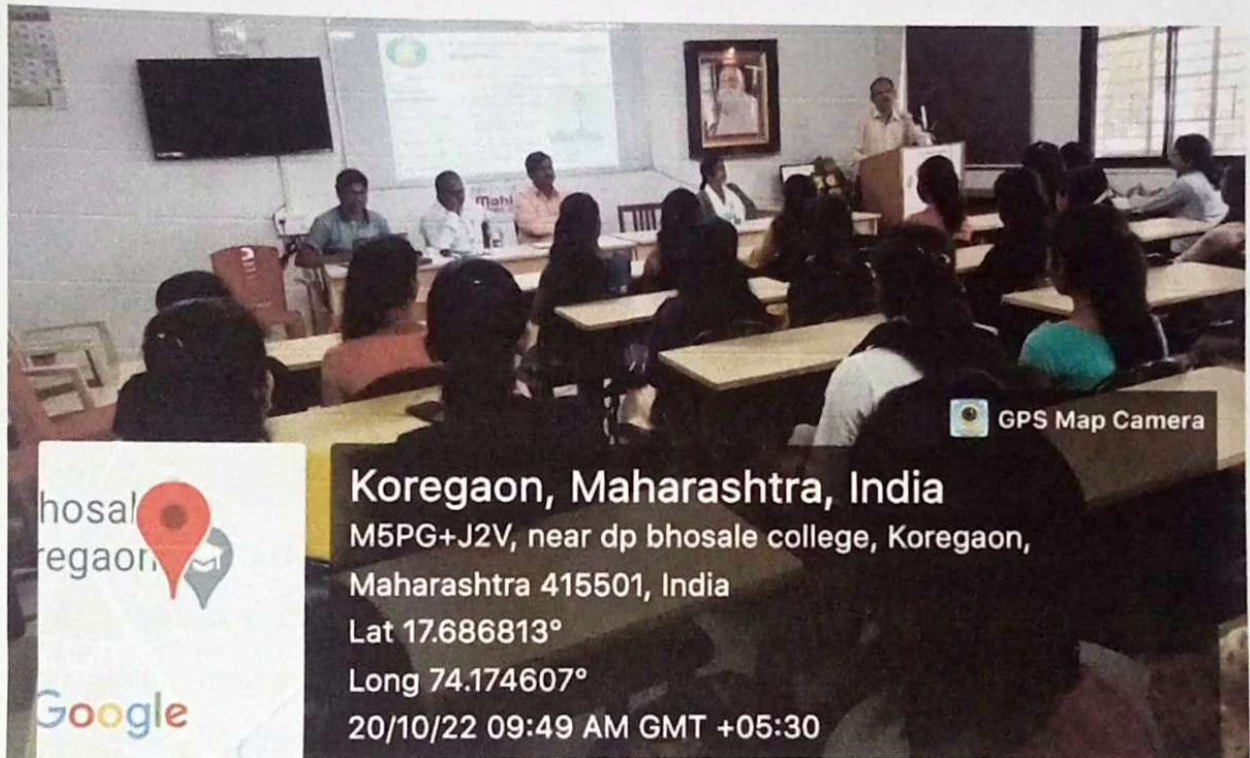 mahi
GPS Map Camera
hosal
regaon
Google
Koregaon, Maharashtra, India
M5PG+J2V, near dp bhosale college, Koregaon,
Maharashtra 415501, India
Lat 17.686813°
Long 74.174607°
20/10/22 09:49 AM GMT +05:30